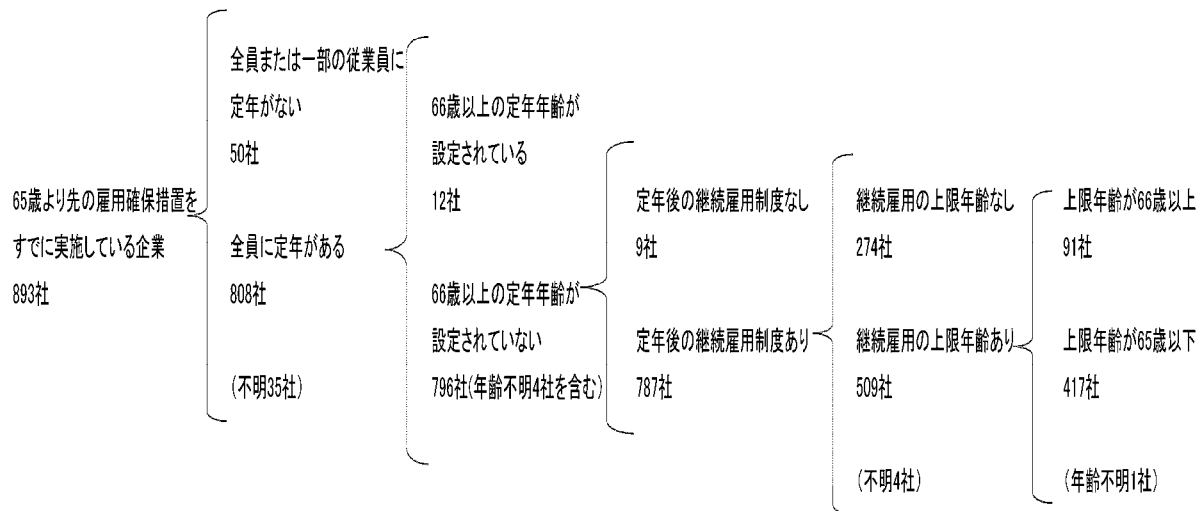 65歳より先の雇用確保措置を
すでに実施している企業
893社
全員または一部の従業員に
定年がない
50社
全員に定年がある
808社
(不明35社)
66歳以上の定年年齢が
設定されている
12社
66歳以上の定年年齢が
設定されていない
796社(年齢不明4社を含む)
定年後の継続雇用制度なし
9社
定年後の継続雇用制度あり
787社
継続雇用の上限年齢なし
274社
継続雇用の上限年齢あり
509社
(不明4社)
上限年齢が66歳以上
91社
上限年齢が65歳以下
417社
(年齢不明1社)